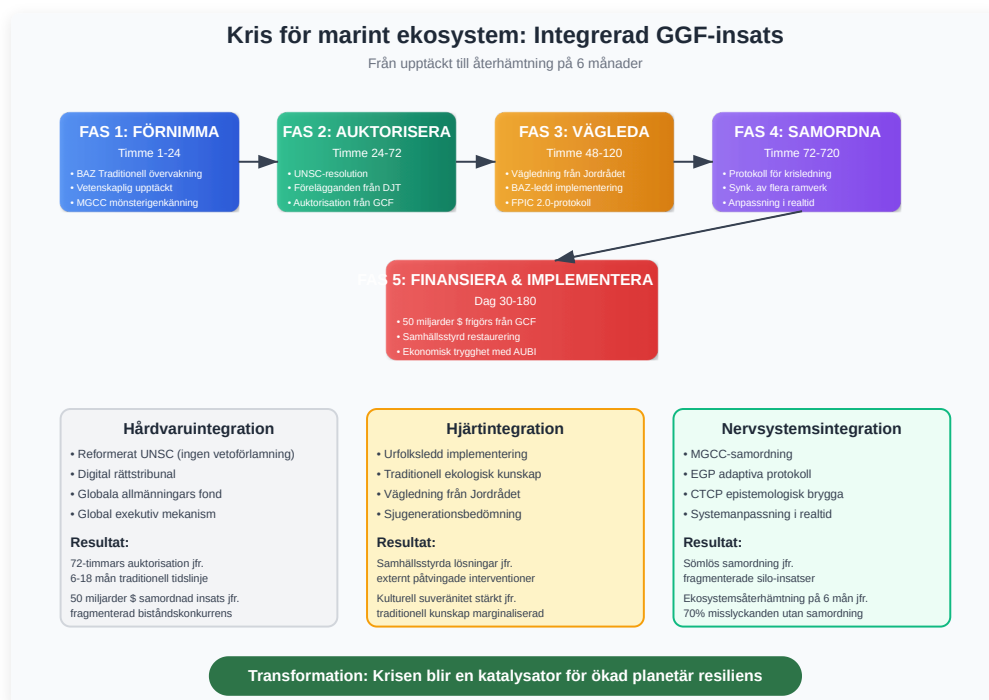 Kris för marint ekosystem: Integrerad GGF-insats
Från upptäckt till återhämtning på 6 månader
FAS 1: FÖRNIMMA
Timme 1-24
• BAZ Traditionell övervakning
• Vetenskaplig upptäckt
• MGCC mönsterigenkänning
FAS 2: AUKTORISERA
Timme 24-72
• UNSC-resolution
• Förelägganden från DJT
• Auktorisation från GCF
FAS 3: VÄGLEDA
Timme 48-120
• Vägledning från Jordrådet
• BAZ-ledd implementering
• FPIC 2.0-protokoll
FAS 4: SAMORDNA
Timme 72-720
• Protokoll för krisledning
• Synk. av flera ramverk
• Anpassning i realtid
FAS 5: FINANSIERA & IMPLEMENTERA
Dag 30-180
• 50 miljarder $ frigörs från GCF
• Samhällsstyrd restaurering
• Ekonomisk trygghet med AUBI
Hårdvaruintegration
• Reformerat UNSC (ingen vetoförlamning)
• Digital rättstribunal
• Globala allmänningars fond
• Global exekutiv mekanism
Resultat:
72-timmars auktorisation jfr.
6-18 mån traditionell tidslinje
50 miljarder $ samordnad insats jfr.
fragmenterad biståndskonkurrens
Hjärtintegration
• Urfolksledd implementering
• Traditionell ekologisk kunskap
• Vägledning från Jordrådet
• Sjugenerationsbedömning
Resultat:
Samhällsstyrda lösningar jfr.
externt påtvingade interventioner
Kulturell suveränitet stärkt jfr.
traditionell kunskap marginaliserad
Nervsystemsintegration
• MGCC-samordning
• EGP adaptiva protokoll
• CTCP epistemologisk brygga
• Systemanpassning i realtid
Resultat:
Sömlös samordning jfr.
fragmenterade silo-insatser
Ekosystemsåterhämtning på 6 mån jfr.
70% misslyckanden utan samordning
Transformation: Krisen blir en katalysator för ökad planetär resiliens